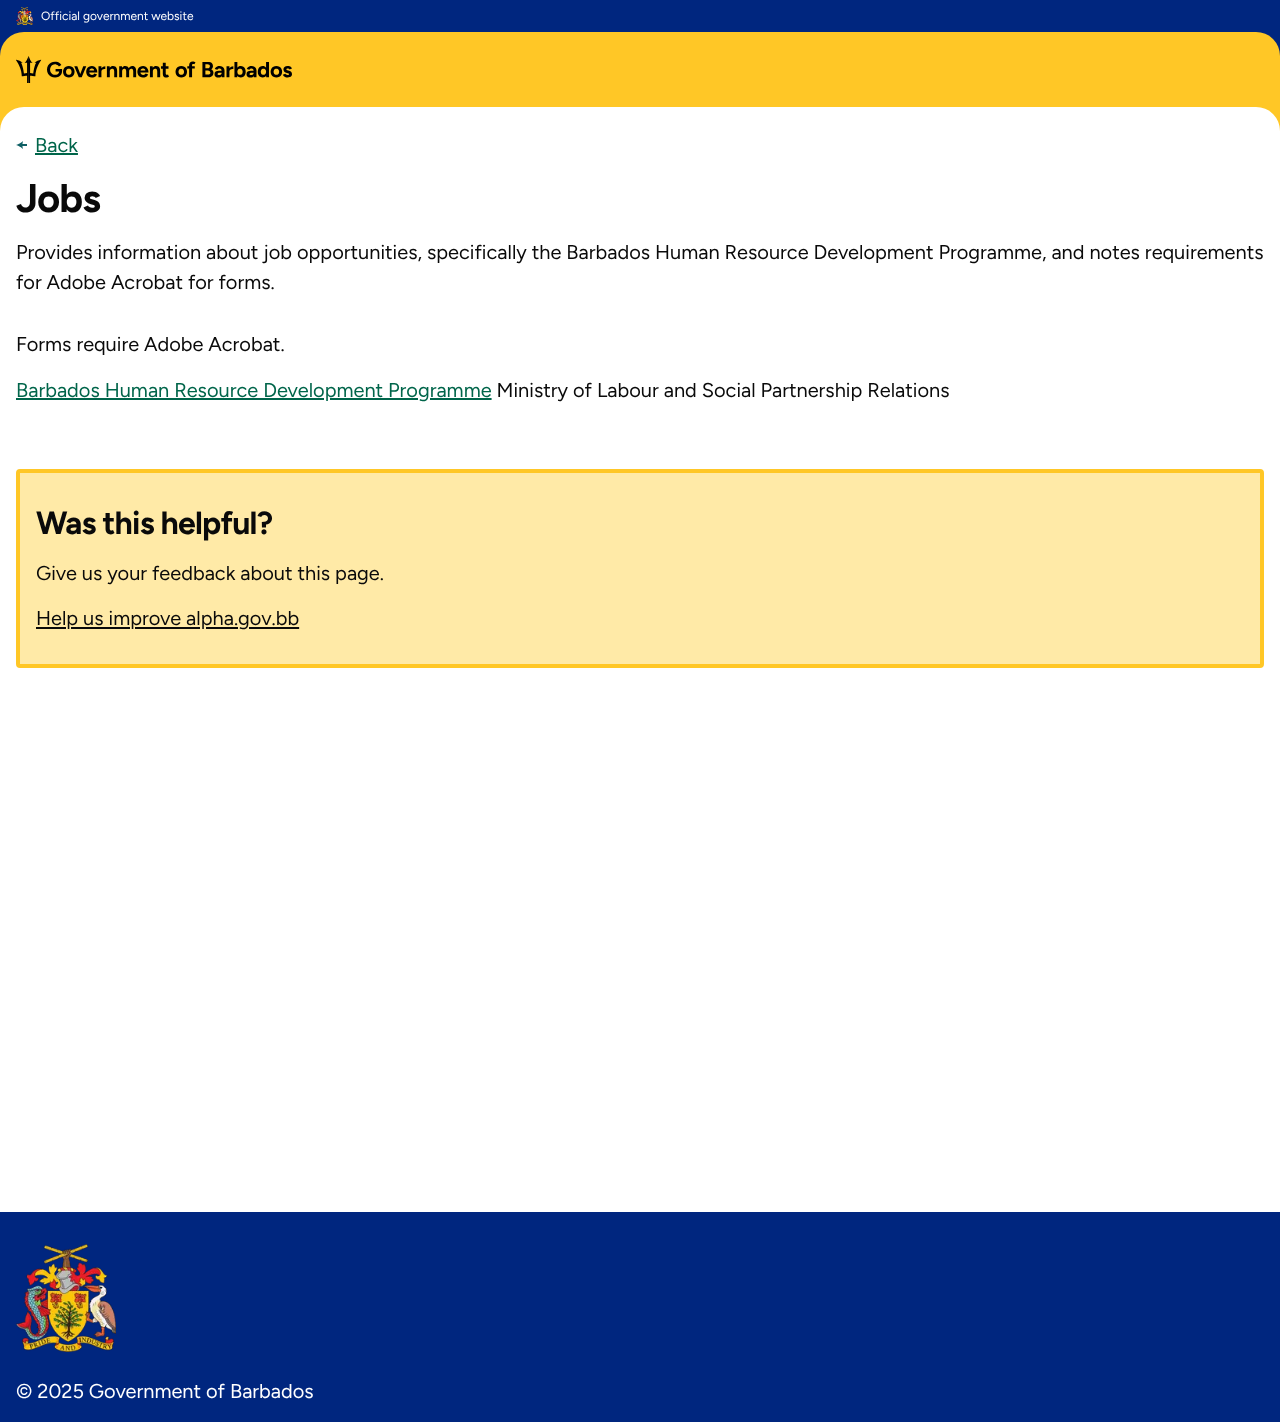 Official government website
Government of Barbados
Back
Jobs
Provides information about job opportunities, specifically the Barbados Human Resource Development Programme, and notes requirements
for Adobe Acrobat for forms.
Forms require Adobe Acrobat.
Barbados Human Resource Development Programme Ministry of Labour and Social Partnership Relations
Was this helpful?
Give us your feedback about this page.
Help us improve alpha.gov.bb
PRIDE AND INDUSTRY
© 2025 Government of Barbados